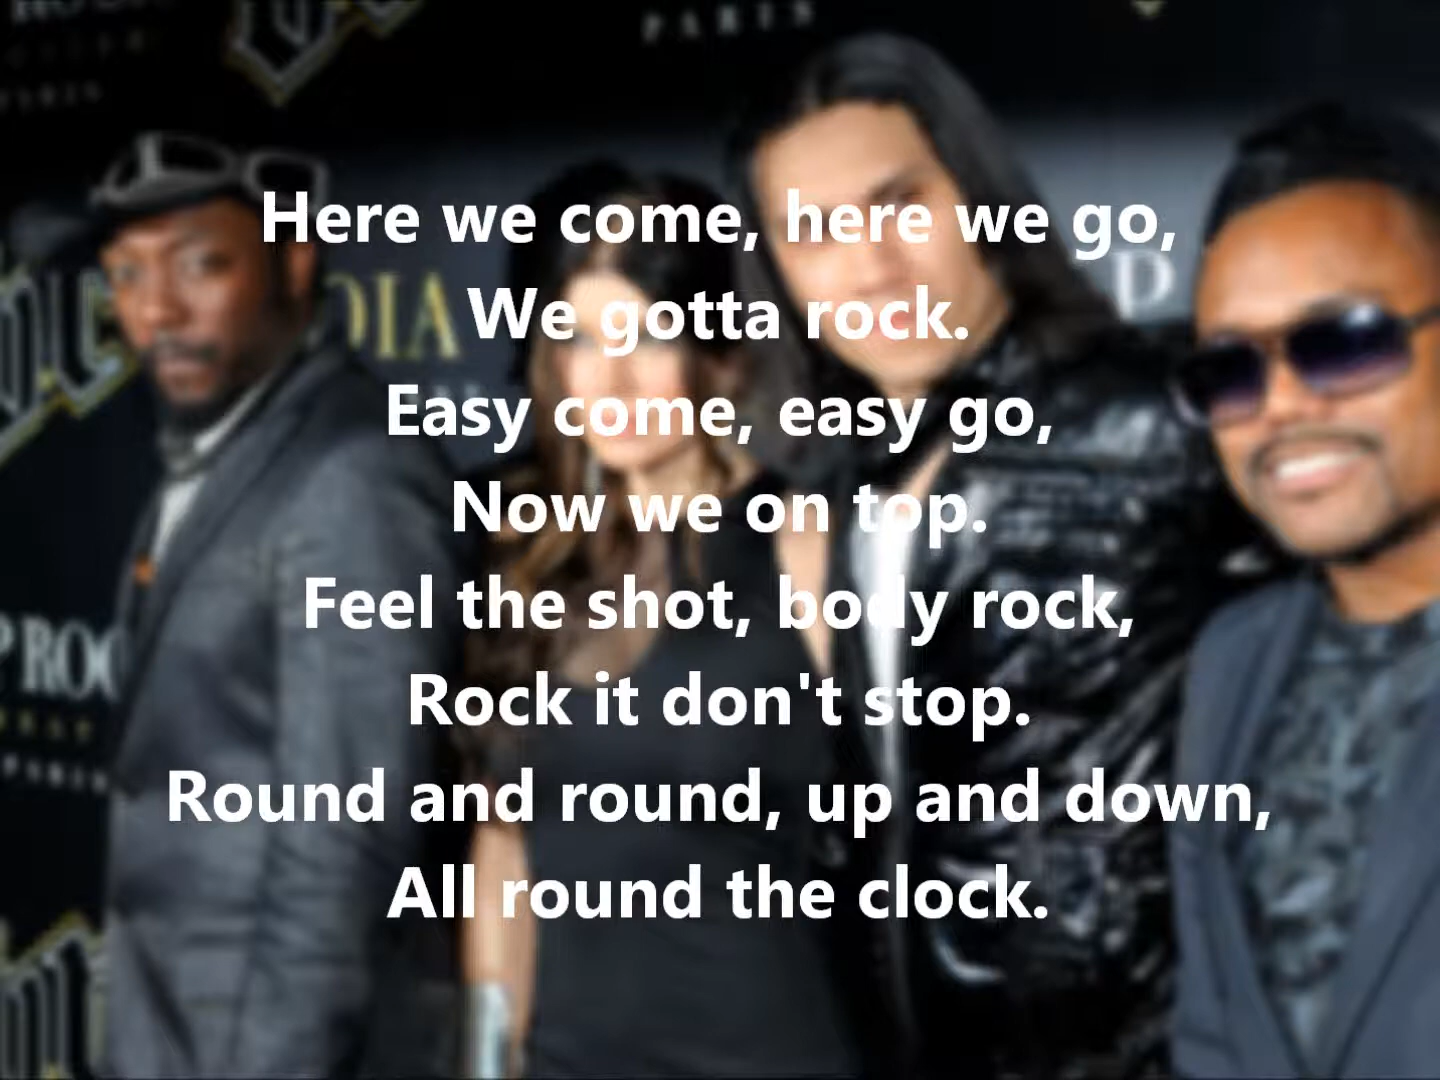 PARIS
Here we come, here we go,
We gotta rock.
Easy come, easy go,
Now we on top.
Feel the shot, body rock,
Rock it don't stop.
Round and round, up and down,
All round the clock.